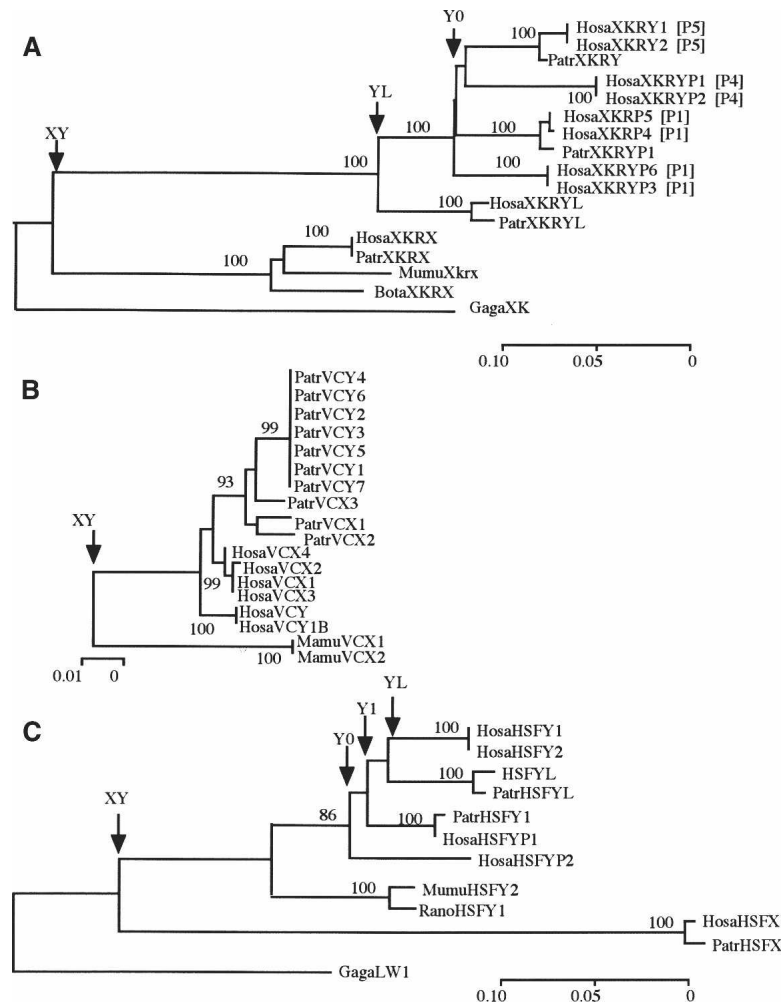 A
Y0
100
HosaXKRY1 [P5]
HosaXKRY2 [P5]
PatrXKRY
HosaXKRYP1 [P4]
100
HosaXKRYP2 [P4]
YL
100
100
HosaXKRP5 [P1]
HosaXKRP4 [P1]
PatrXKRYP1
XY
100
100
HosaXKRYP6 [P1]
HosaXKRYP3 [P1]
100
HosaXKRYL
PatrXKRYL
100
HosaXKRX
PatrXKRX
100
MumuXkrx
BotaXKRX
GagaXK
0.10 0.05 0
B
PatrVCY4
PatrVCY6
PatrVCY2
99
PatrVCY3
PatrVCY5
PatrVCY1
PatrVCY7
93
PatrVCX3
XY
PatrVCX1
PatrVCX2
HosaVCX4
HosaVCX2
99
HosaVCX1
HosaVCX3
HosaVCY
100
HosaVCY1B
MamuVCX1
100
MamuVCX2
0.01 0
C
YL
Y1
Y0
100
HosaHSFY1
HosaHSFY2
HSFYL
100
PatrHSFYL
XY
86
PatrHSFY1
100
HosaHSFYP1
HosaHSFYP2
100
MumuHSFY2
RanoHSFY1
100
HosaHSFX
PatrHSFX
GagaLW1
0.10 0.05 0